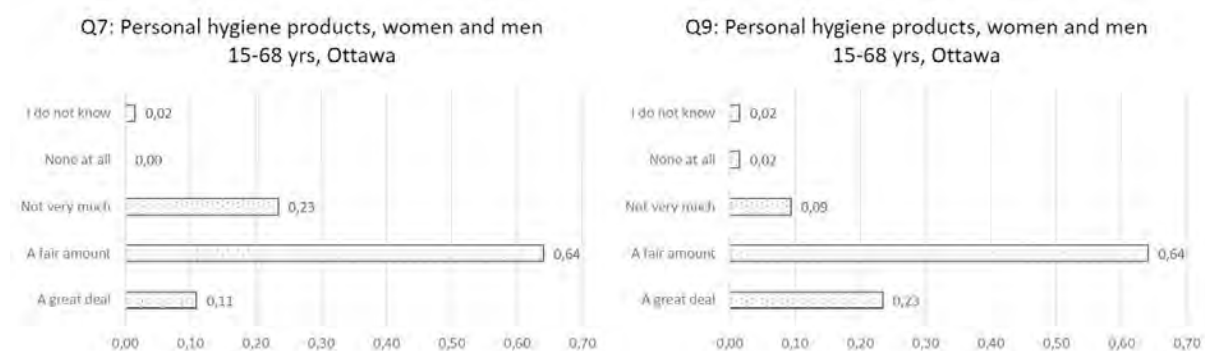 Q7: Personal hygiene products, women and men
15-68 yrs, Ottawa
I do not know 0,02
None at all 0,00
Not very much 0,23
A fair amount 0,64
A great deal 0,11
0,00 0,10 0,20 0,30 0,40 0,50 0,60 0,70
Q9: Personal hygiene products, women and men
15-68 yrs, Ottawa
I do not know 0,02
None at all 0,02
Not very much 0,09
A fair amount 0,64
A great deal 0,23
0,00 0,10 0,20 0,30 0,40 0,50 0,60 0,70